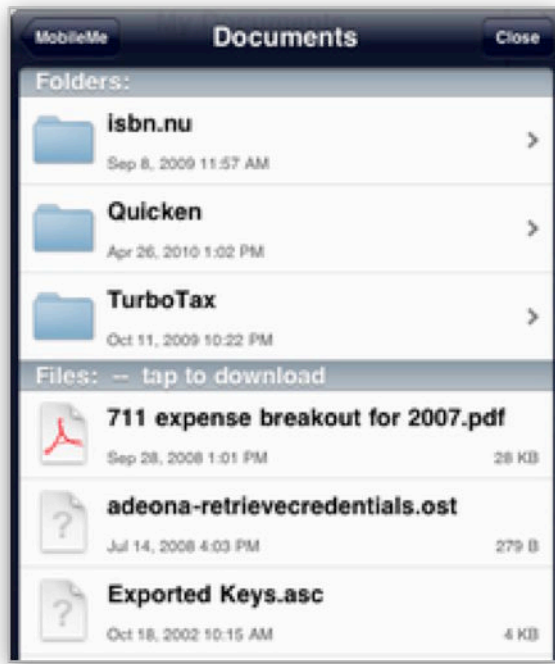 MobileMe
Documents
Close
Folders:
isbn.nu
Sep 8, 2009 11:57 AM
Quicken
Apr 26, 2010 1:02 PM
TurboTax
Oct 11, 2009 10:22 PM
Files: -- tap to download
711 expense breakout for 2007.pdf
Sep 28, 2008 1:01 PM 28 KB
adeona-retrievecredentials.ost
Jul 14, 2008 4:03 PM 279 B
Exported Keys.asc
Oct 18, 2002 10:15 AM 4 KB